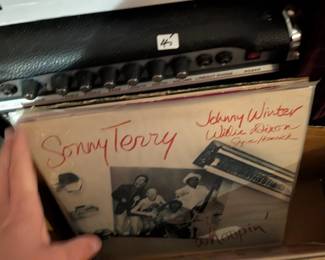 Sonny Terry
Johnny Winter
Willie Dixon
Whoopin'